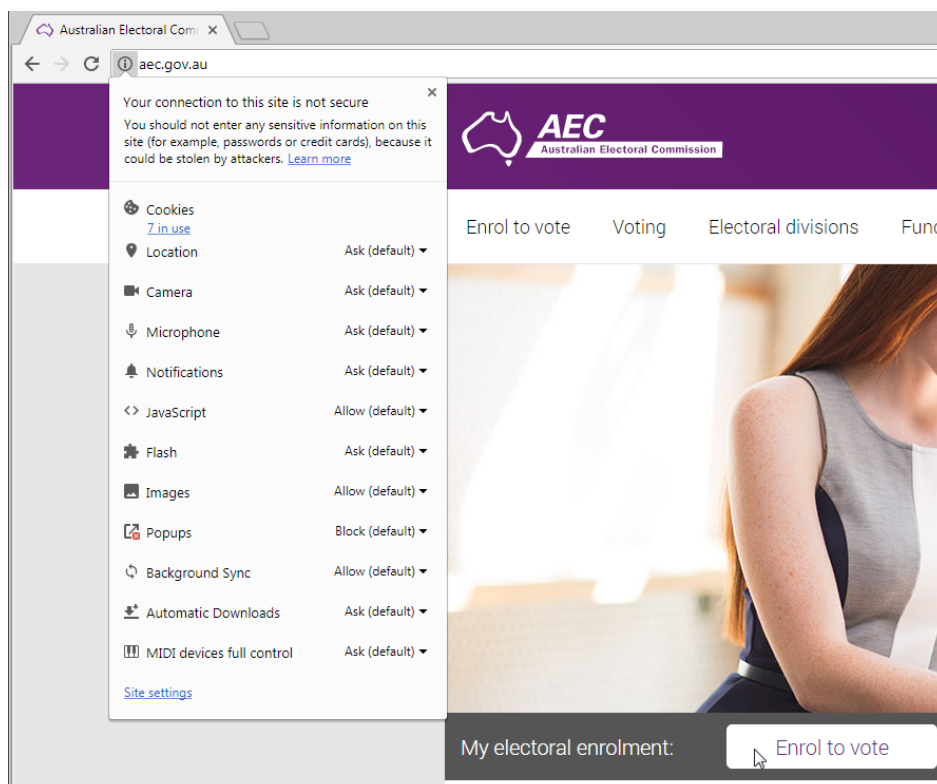 Australian Electoral Com
aec.gov.au
Your connection to this site is not secure
You should not enter any sensitive information on this
site (for example, passwords or credit cards), because it
could be stolen by attackers. Learn more
Cookies
7 in use
Location Ask (default)
Camera Ask (default)
Microphone Ask (default)
Notifications Ask (default)
JavaScript Allow (default)
Flash Ask (default)
Images Allow (default)
Popups Block (default)
Background Sync Allow (default)
Automatic Downloads Ask (default)
MIDI devices full control Ask (default)
Site settings
AEC
Australian Electoral Commission
Enrol to vote Voting Electoral divisions Fund
My electoral enrolment: Enrol to vote